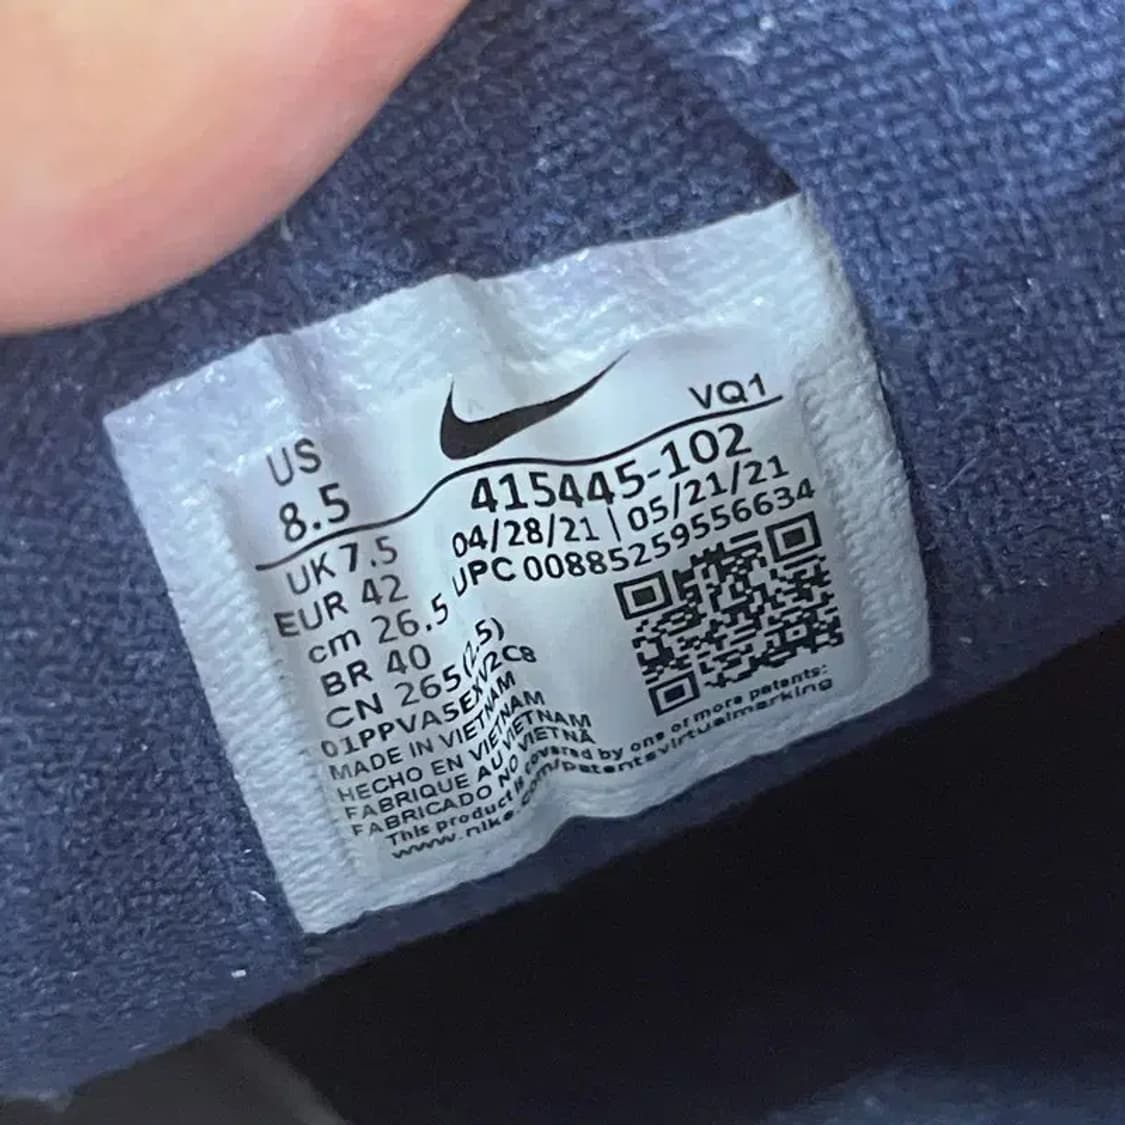 VQ1
US
8.5
415445-102
04/28/21 | 05/21/21
UPC 00885259556634
UK 7.5
EUR 42
cm 26.5
BR 40
CN 265(2.5)
01PPVA5EXV2C8
MADE IN VIETNAM
HECHO EN VIETNAM
FABRIQUE AU VIETNAM
FABRICADO NO VIETNÃ
This product is covered by one or more patents:
www.nike.com/patentsvirtualmarking